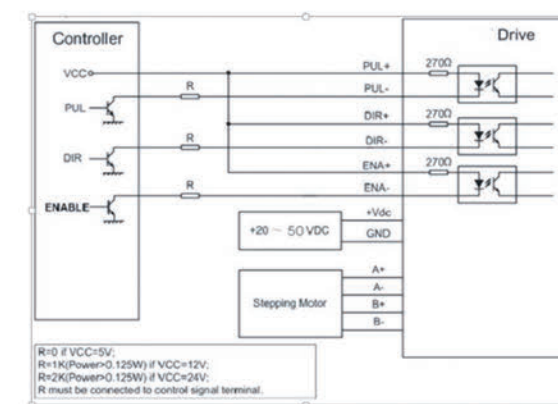 Controller
Drive
VCC
PUL
DIR
ENABLE
R
R
R
PUL+
270Ω
PUL-
DIR+
270Ω
DIR-
ENA+
270Ω
ENA-
+20 ~ 50 VDC
+Vdc
GND
Stepping Motor
A+
A-
B+
B-
R=0 if VCC=5V;
R=1K(Power>0.125W) if VCC=12V;
R=2K(Power>0.125W) if VCC=24V;
R must be connected to control signal terminal.